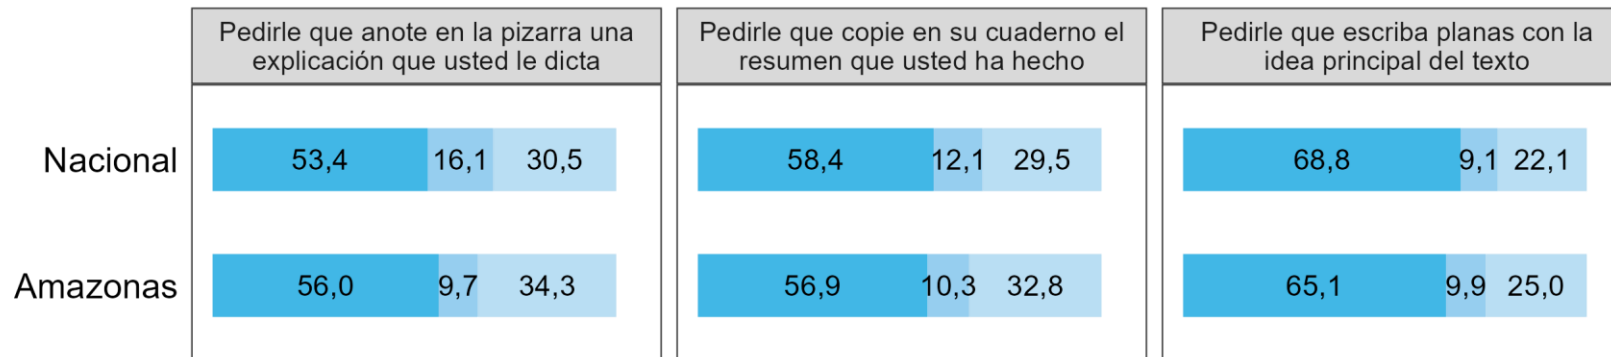 Pedirle que anote en la pizarra una
explicación que usted le dicta
Pedirle que copie en su cuaderno el
resumen que usted ha hecho
Pedirle que escriba planas con la
idea principal del texto
Nacional
53,4 16,1 30,5
58,4 12,1 29,5
68,8 9,1 22,1
Amazonas
56,0 9,7 34,3
56,9 10,3 32,8
65,1 9,9 25,0